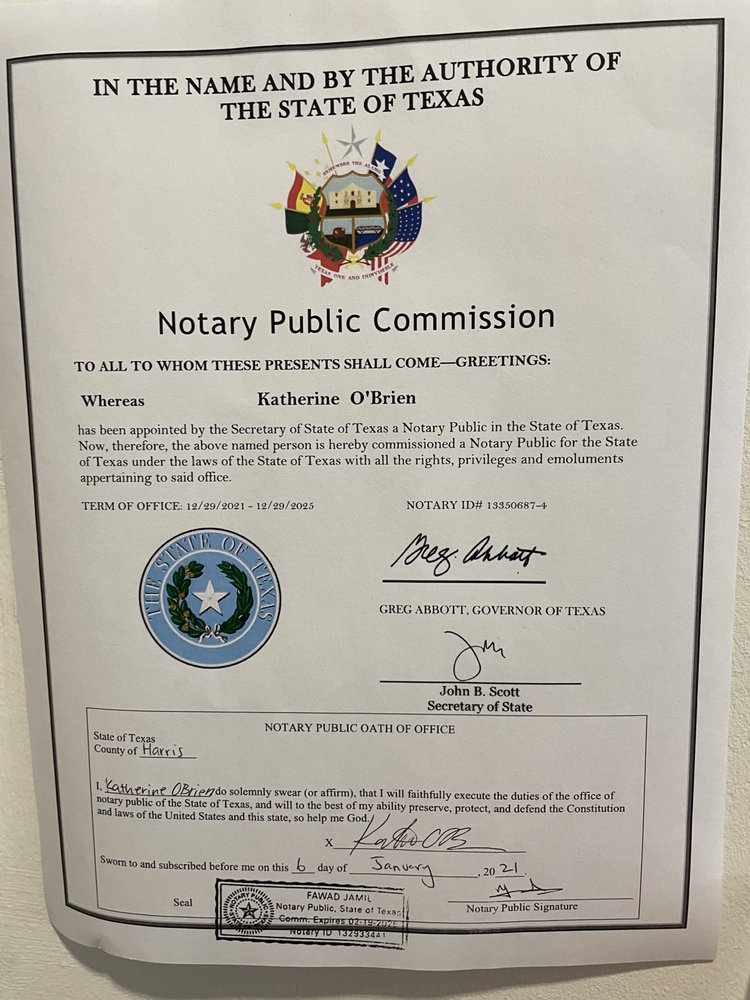 IN THE NAME AND BY THE AUTHORITY OF
THE STATE OF TEXAS
REMEMBER THE ALAMO
TEXAS ONE AND INDIVISIBLE
Notary Public Commission
TO ALL TO WHOM THESE PRESENTS SHALL COME—GREETINGS:
Whereas Katherine O'Brien
has been appointed by the Secretary of State of Texas a Notary Public in the State of Texas.
Now, therefore, the above named person is hereby commissioned a Notary Public for the State
of Texas under the laws of the State of Texas with all the rights, privileges and emoluments
appertaining to said office.
TERM OF OFFICE: 12/29/2021 - 12/29/2025 NOTARY ID# 13350687-4
THE STATE OF TEXAS
Greg Abbott
GREG ABBOTT, GOVERNOR OF TEXAS
John B. Scott
Secretary of State
NOTARY PUBLIC OATH OF OFFICE
State of Texas
County of Harris
I, Katherine OBrien do solemnly swear (or affirm), that I will faithfully execute the duties of the office of
notary public of the State of Texas, and will to the best of my ability preserve, protect, and defend the Constitution
and laws of the United States and this state, so help me God.
X
Sworn to and subscribed before me on this 6 day of January, 2021.
Seal
FAWAD JAMIL
Notary Public, State of Texas
Comm. Expires 02-19-
Notary ID 132933441
Notary Public Signature